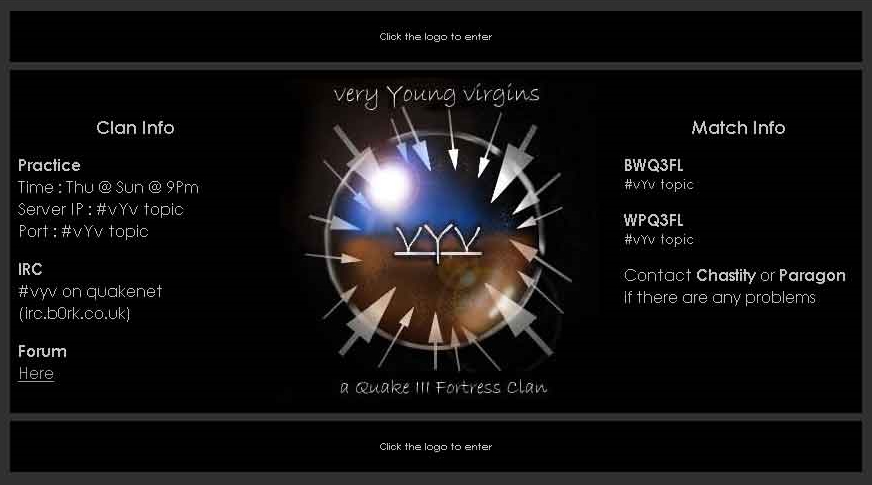 Click the logo to enter
Clan Info
Practice
Time : Thu @ Sun @ 9Pm
Server IP : #vYv topic
Port : #vYv topic
IRC
#vyv on quakenet
(irc.b0rk.co.uk)
Forum
Here
very Young virgins
vYv
a Quake III Fortress Clan
Match Info
BWQ3FL
#vYv topic
WPQ3FL
#vYv topic
Contact Chastity or Paragon
If there are any problems
Click the logo to enter